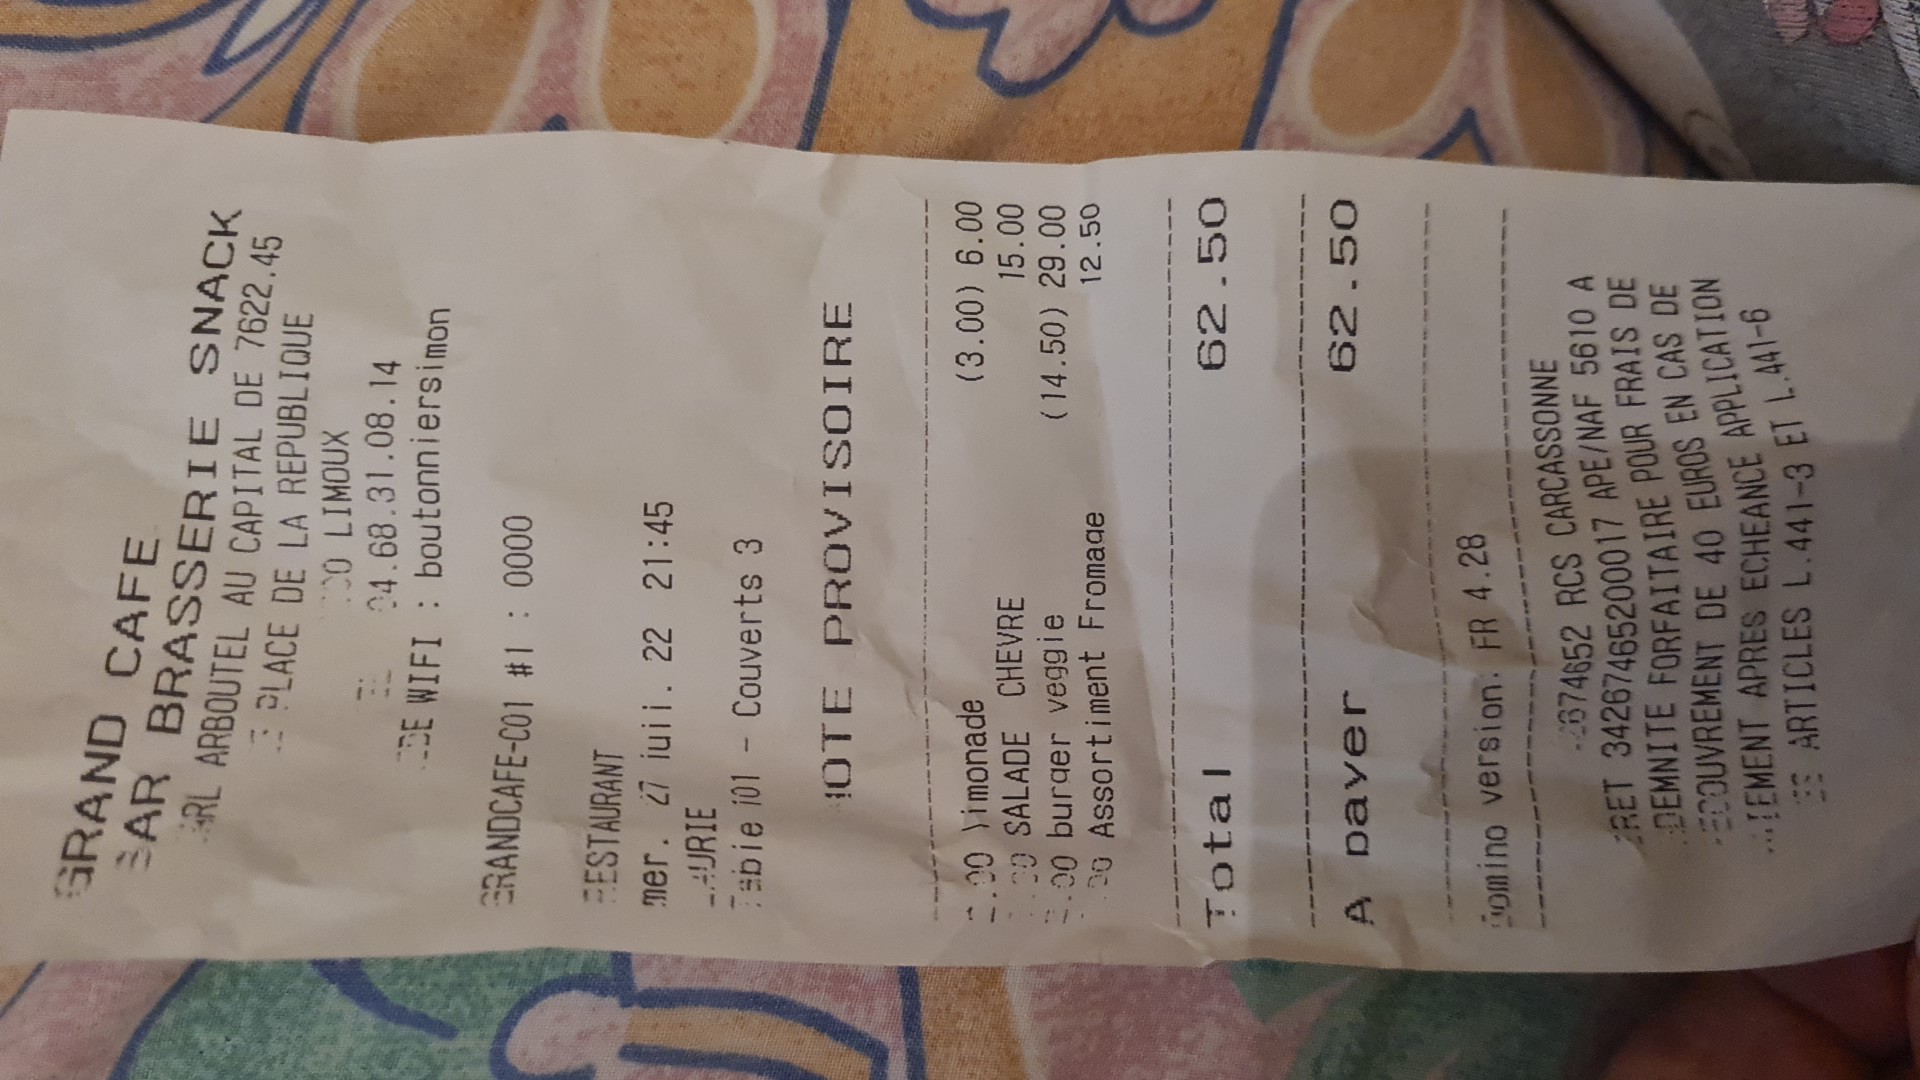 GRAND CAFE
BAR BRASSERIE SNACK
ARBOUTEL AU CAPITAL DE 7622.45
PLACE DE LA REPUBLIQUE
LIMOUX
04.68.31.08.14
WIFI : boutonniersimon
GRANDCAFE-C01 #1 : 0000
RESTAURANT
mer. 27 juil. 22 21:45
LAURIE
Table 101 - Couverts 3
NOTE PROVISOIRE
limonade (3.00) 6.00
SALADE CHEVRE 15.00
burger veggie (14.50) 29.00
Assortiment Fromage 12.50
Total 62.50
A payer 62.50
Domino version. FR 4.28
RCS CARCASSONNE
34267465200017 APE/NAF 5610 A
FORFAITAIRE POUR FRAIS DE
RECOUVREMENT DE 40 EUROS EN CAS DE
APRES ECHEANCE APPLICATION
ARTICLES L.441-3 ET L.441-6